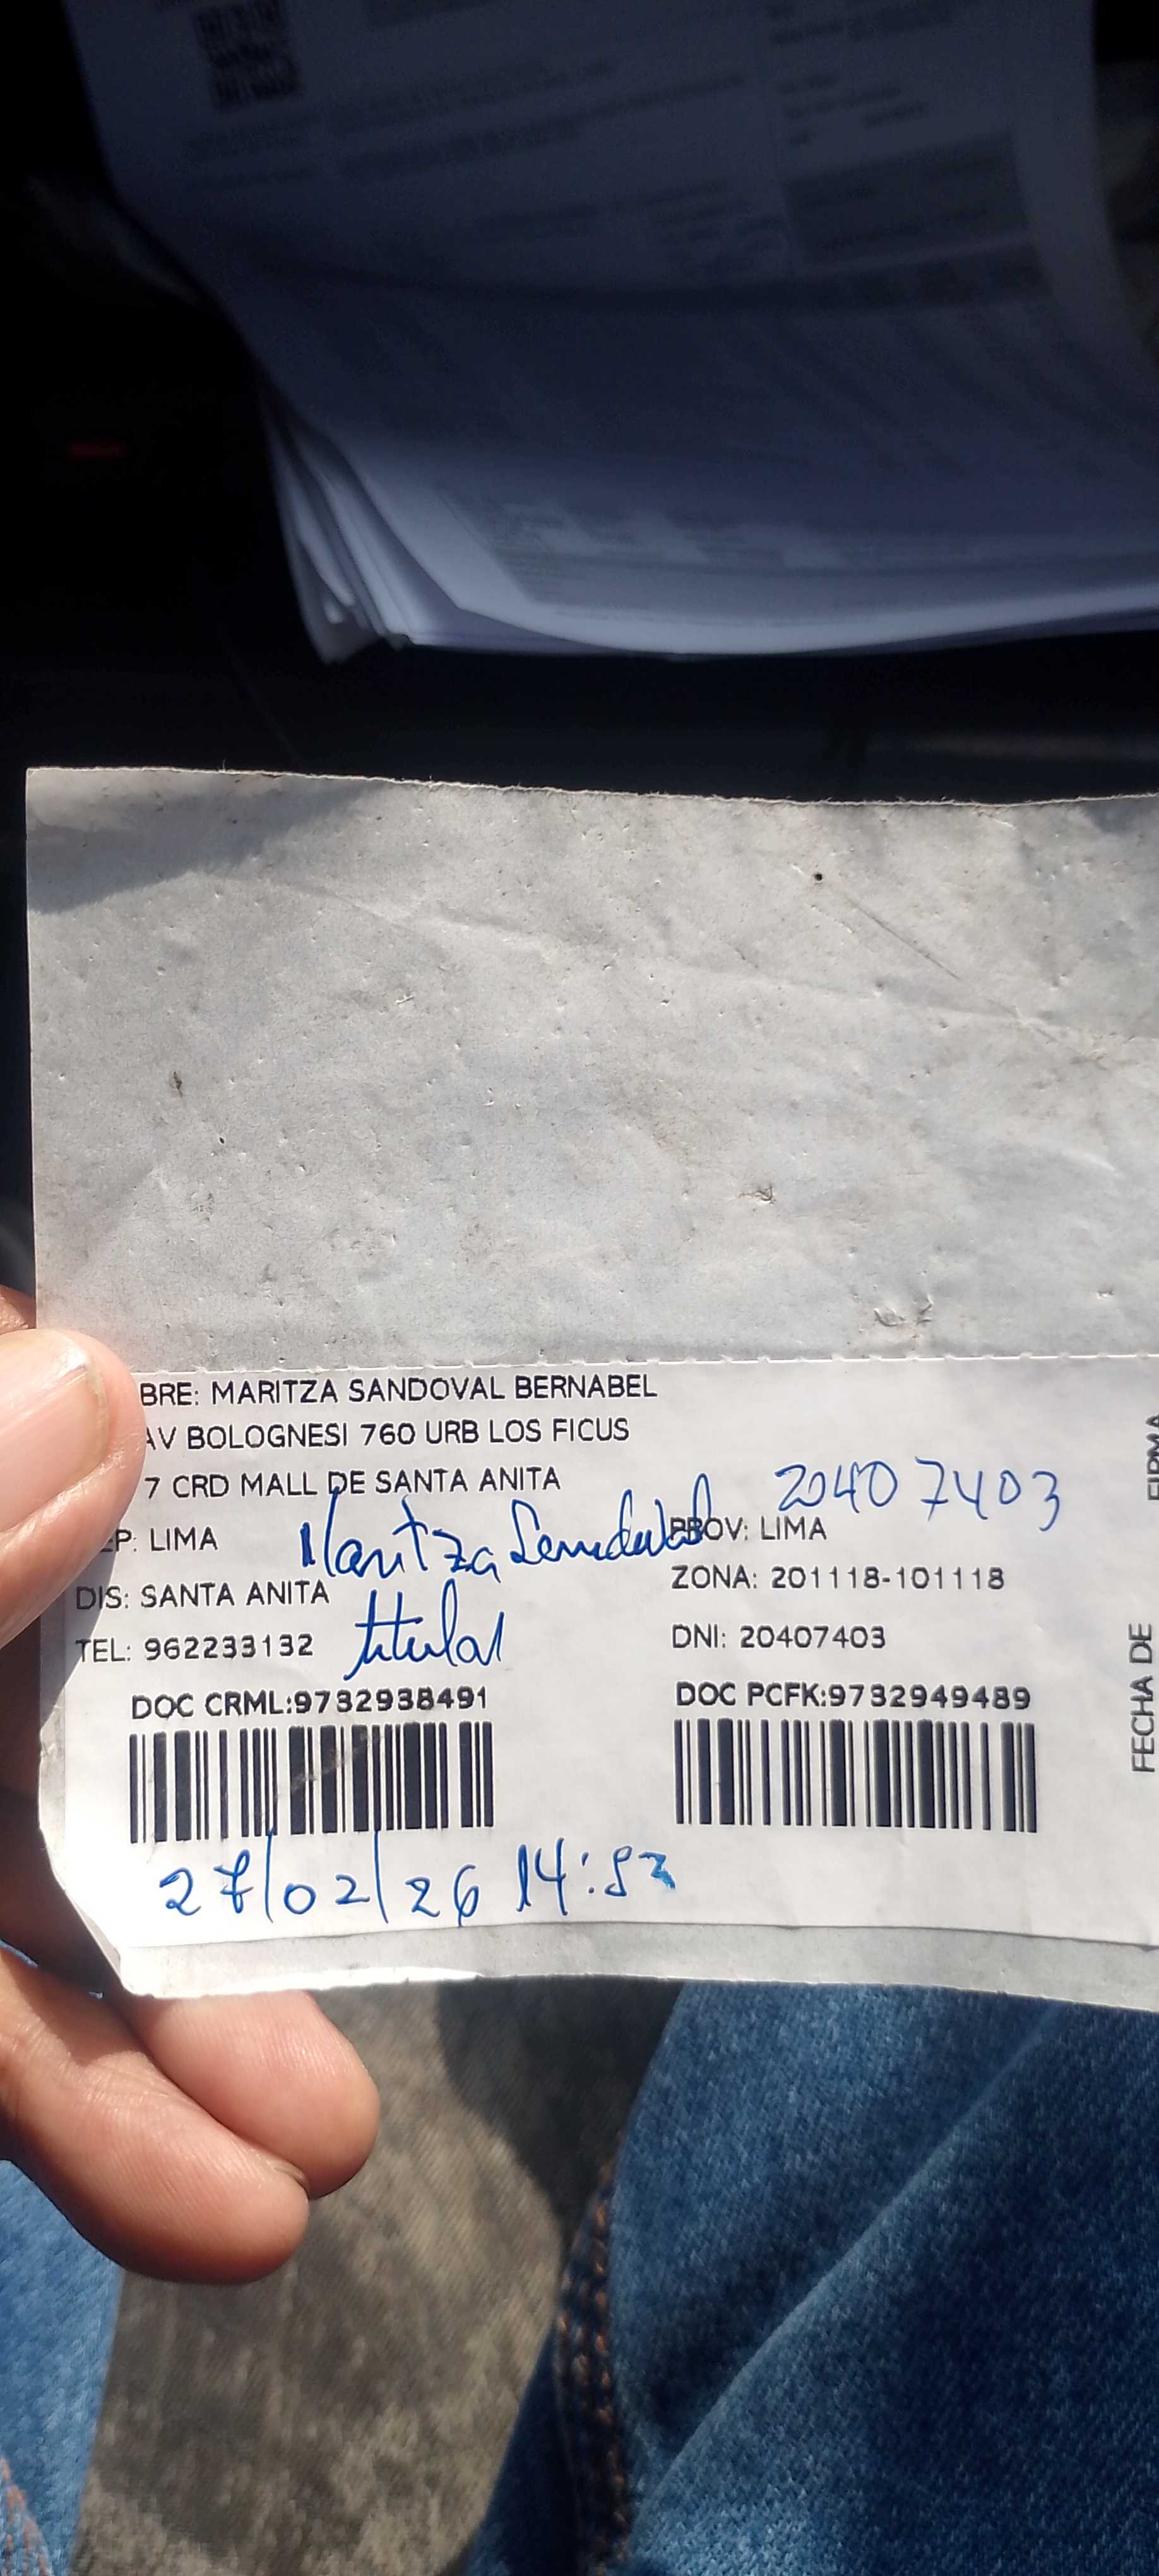 BRE: MARITZA SANDOVAL BERNABEL
AV BOLOGNESI 760 URB LOS FICUS
7 CRD MALL DE SANTA ANITA
20407403
P: LIMA
PROV: LIMA
Maritza Sandoval
ZONA: 201118-101118
DIS: SANTA ANITA
titular
TEL: 962233132
DNI: 20407403
DOC CRML:9732938491
DOC PCFK:9732949489
27/02/26 14:53
FIRMA
FECHA DE